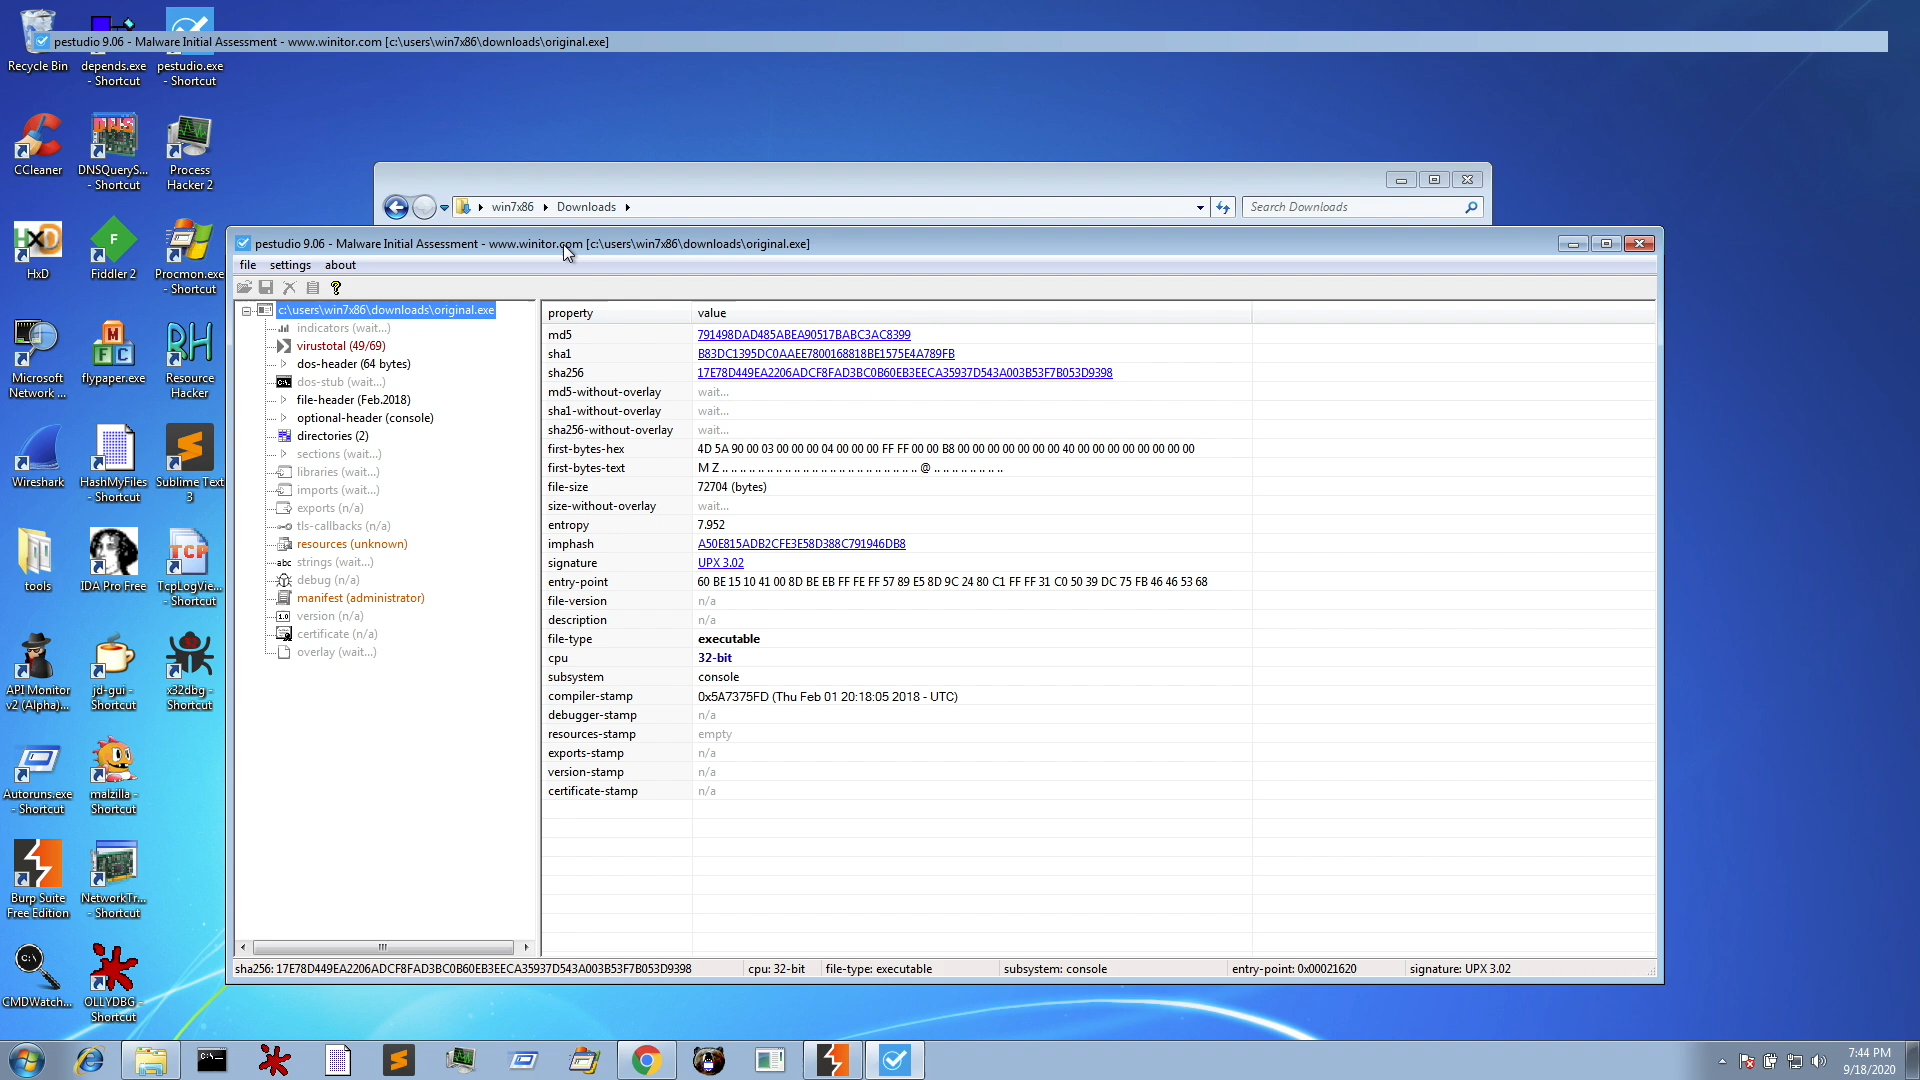 pestudio 9.06 - Malware Initial Assessment - www.winitor.com [c:\users\win7x86\downloads\original.exe]
Recycle Bin
depends.exe - Shortcut
pestudio.exe - Shortcut
CCleaner
DNSQueryS... - Shortcut
Process Hacker 2
HxD
Fiddler 2
Procmon.exe - Shortcut
Microsoft Network ...
flypaper.exe
Resource Hacker
Wireshark
HashMyFiles - Shortcut
Sublime Text 3
tools
IDA Pro Free
TcpLogVie... - Shortcut
API Monitor v2 (Alpha)...
jd-gui - Shortcut
x32dbg - Shortcut
Autoruns.exe - Shortcut
malzilla - Shortcut
Burp Suite Free Edition
NetworkTr... - Shortcut
CMDWatch...
OLLYDBG - Shortcut
win7x86 Downloads
Search Downloads
pestudio 9.06 - Malware Initial Assessment - www.winitor.com [c:\users\win7x86\downloads\original.exe]
file settings about
c:\users\win7x86\downloads\original.exe
indicators (wait...)
virustotal (49/69)
dos-header (64 bytes)
dos-stub (wait...)
file-header (Feb.2018)
optional-header (console)
directories (2)
sections (wait...)
libraries (wait...)
imports (wait...)
exports (n/a)
tls-callbacks (n/a)
resources (unknown)
strings (wait...)
debug (n/a)
manifest (administrator)
version (n/a)
certificate (n/a)
overlay (wait...)
property value
md5 791498DAD485ABEA90517BABC3AC8399
sha1 B83DC1395DC0AAEE7800168818BE1575E4A789FB
sha256 17E78D449EA2206ADCF8FAD3BC0B60EB3EECA35937D543A003B53F7B053D9398
md5-without-overlay wait...
sha1-without-overlay wait...
sha256-without-overlay wait...
first-bytes-hex 4D 5A 90 00 03 00 00 00 04 00 00 00 FF FF 00 00 B8 00 00 00 00 00 00 00 40 00 00 00 00 00 00 00
first-bytes-text M Z .. .. .. .. .. .. .. .. .. .. .. .. .. .. .. .. .. .. .. .. .. .. @ .. .. .. .. .. .. ..
file-size 72704 (bytes)
size-without-overlay wait...
entropy 7.952
imphash A50E815ADB2CFE3E58D388C791946DB8
signature UPX 3.02
entry-point 60 BE 15 10 41 00 8D BE EB FF FE FF 57 89 E5 8D 9C 24 80 C1 FF FF 31 C0 50 39 DC 75 FB 46 46 53 68
file-version n/a
description n/a
file-type executable
cpu 32-bit
subsystem console
compiler-stamp 0x5A7375FD (Thu Feb 01 20:18:05 2018 - UTC)
debugger-stamp n/a
resources-stamp empty
exports-stamp n/a
version-stamp n/a
certificate-stamp n/a
sha256: 17E78D449EA2206ADCF8FAD3BC0B60EB3EECA35937D543A003B53F7B053D9398 cpu: 32-bit file-type: executable subsystem: console entry-point: 0x00021620 signature: UPX 3.02
7:44 PM
9/18/2020